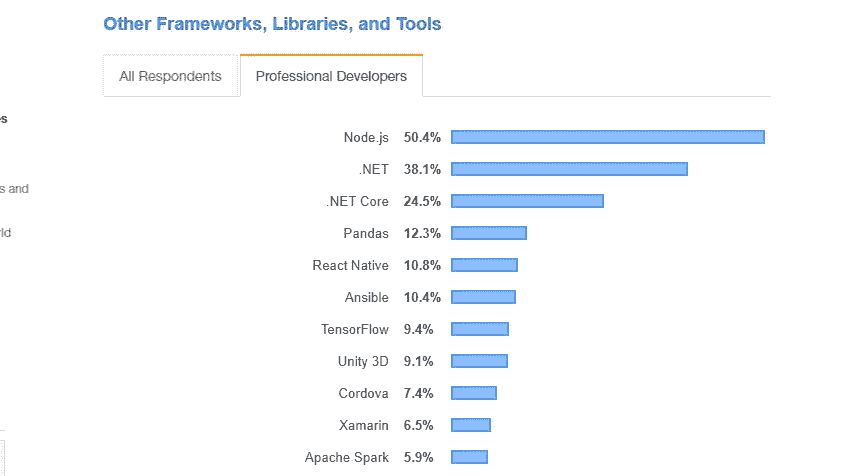 Other Frameworks, Libraries, and Tools
All Respondents Professional Developers
Node.js 50.4%
.NET 38.1%
.NET Core 24.5%
Pandas 12.3%
React Native 10.8%
Ansible 10.4%
TensorFlow 9.4%
Unity 3D 9.1%
Cordova 7.4%
Xamarin 6.5%
Apache Spark 5.9%
s and